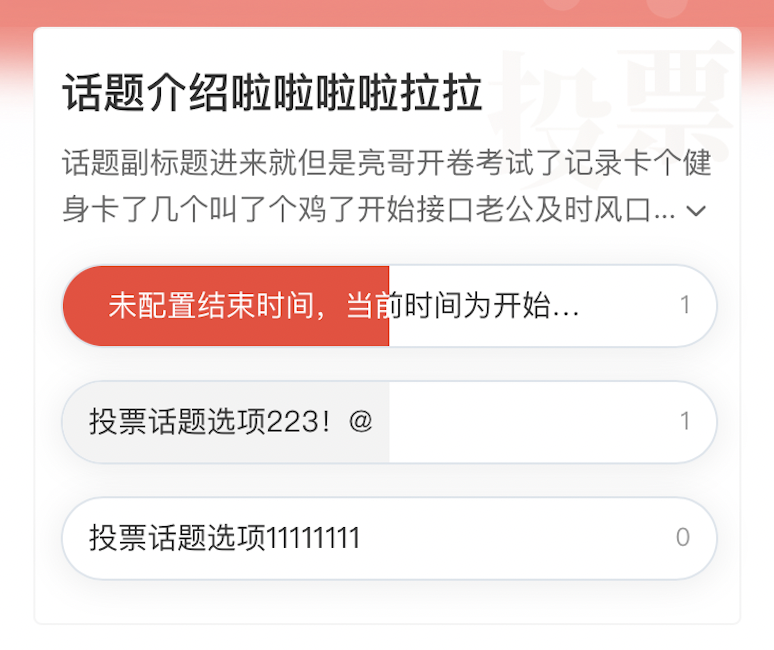 投票
话题介绍啦啦啦啦拉拉
话题副标题进来就但是亮哥开卷考试了记录卡个健
身卡了几个叫了个鸡了开始接口老公及时风口...
未配置结束时间，当前时间为开始... 1
投票话题选项223！@ 1
投票话题选项11111111 0